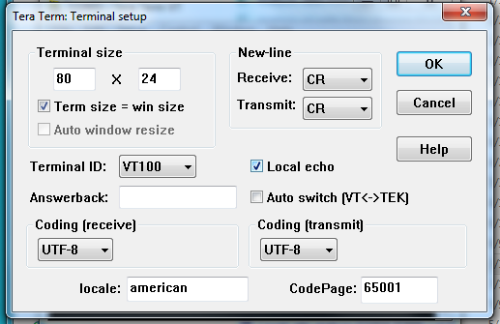 Tera Term: Terminal setup
Terminal size
80 X 24
Term size = win size
Auto window resize
New-line
Receive: CR
Transmit: CR
OK
Cancel
Help
Terminal ID: VT100
Local echo
Answerback:
Auto switch (VT<->TEK)
Coding (receive)
UTF-8
Coding (transmit)
UTF-8
locale: american
CodePage: 65001